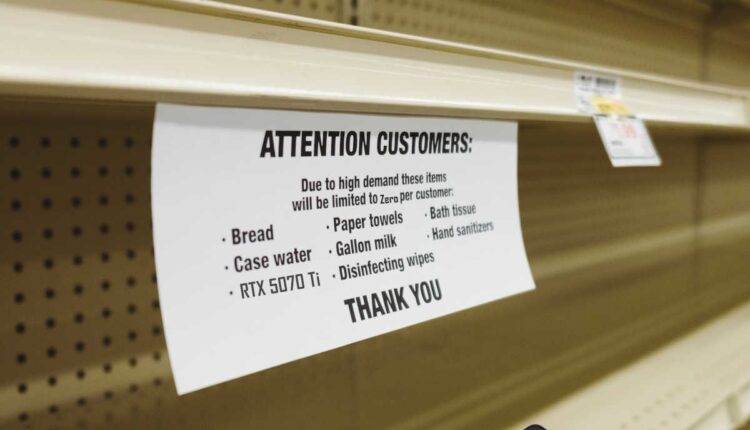 ATTENTION CUSTOMERS:
Due to high demand these items
will be limited to Zero per customer:
· Bread
· Case water
· RTX 5070 Ti
· Paper towels
· Gallon milk
· Disinfecting wipes
· Bath tissue
· Hand sanitizers
THANK YOU